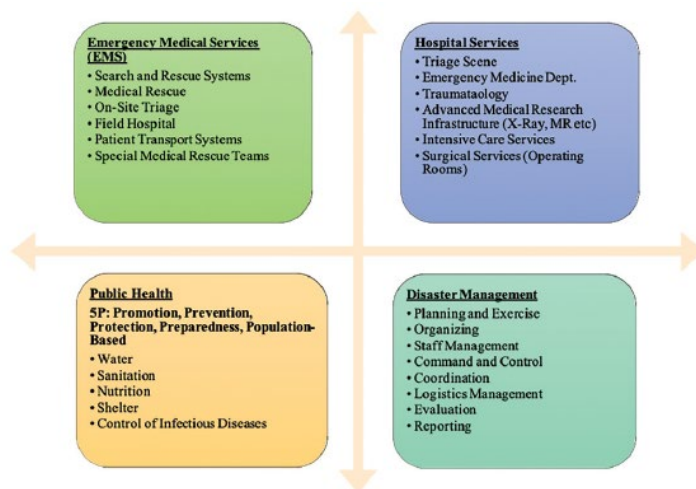 Emergency Medical Services
(EMS)
• Search and Rescue Systems
• Medical Rescue
• On-Site Triage
• Field Hospital
• Patient Transport Systems
• Special Medical Rescue Teams
Hospital Services
• Triage Scene
• Emergency Medicine Dept.
• Traumataology
• Advanced Medical Research
Infrastructure (X-Ray, MR etc)
• Intensive Care Services
• Surgical Services (Operating
Rooms)
Public Health
5P: Promotion, Prevention,
Protection, Preparedness, Population-
Based
• Water
• Sanitation
• Nutrition
• Shelter
• Control of Infectious Diseases
Disaster Management
• Planning and Exercise
• Organizing
• Staff Management
• Command and Control
• Coordination
• Logistics Management
• Evaluation
• Reporting